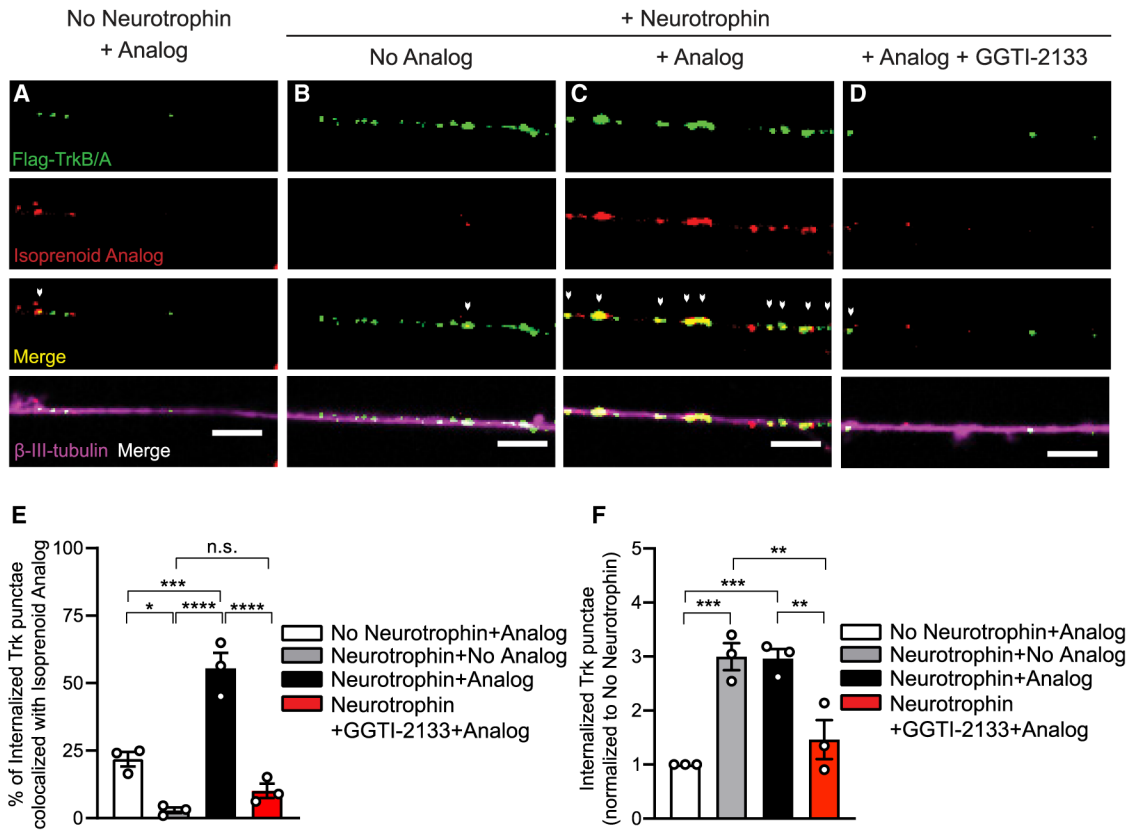 No Neurotrophin
+ Analog
+ Neurotrophin
No Analog
+ Analog
+ Analog + GGTI-2133
A
B
C
D
Flag-TrkB/A
Isoprenoid Analog
Merge
β-III-tubulin Merge
E
% of Internalized Trk punctae
colocalized with Isoprenoid Analog
100
75
50
25
0
n.s.
***
* **** ****
No Neurotrophin+Analog
Neurotrophin+No Analog
Neurotrophin+Analog
Neurotrophin
+GGTI-2133+Analog
F
Internalized Trk punctae
(normalized to No Neurotrophin)
5
4
3
2
1
0
**
***
*** **
No Neurotrophin+Analog
Neurotrophin+No Analog
Neurotrophin+Analog
Neurotrophin
+GGTI-2133+Analog